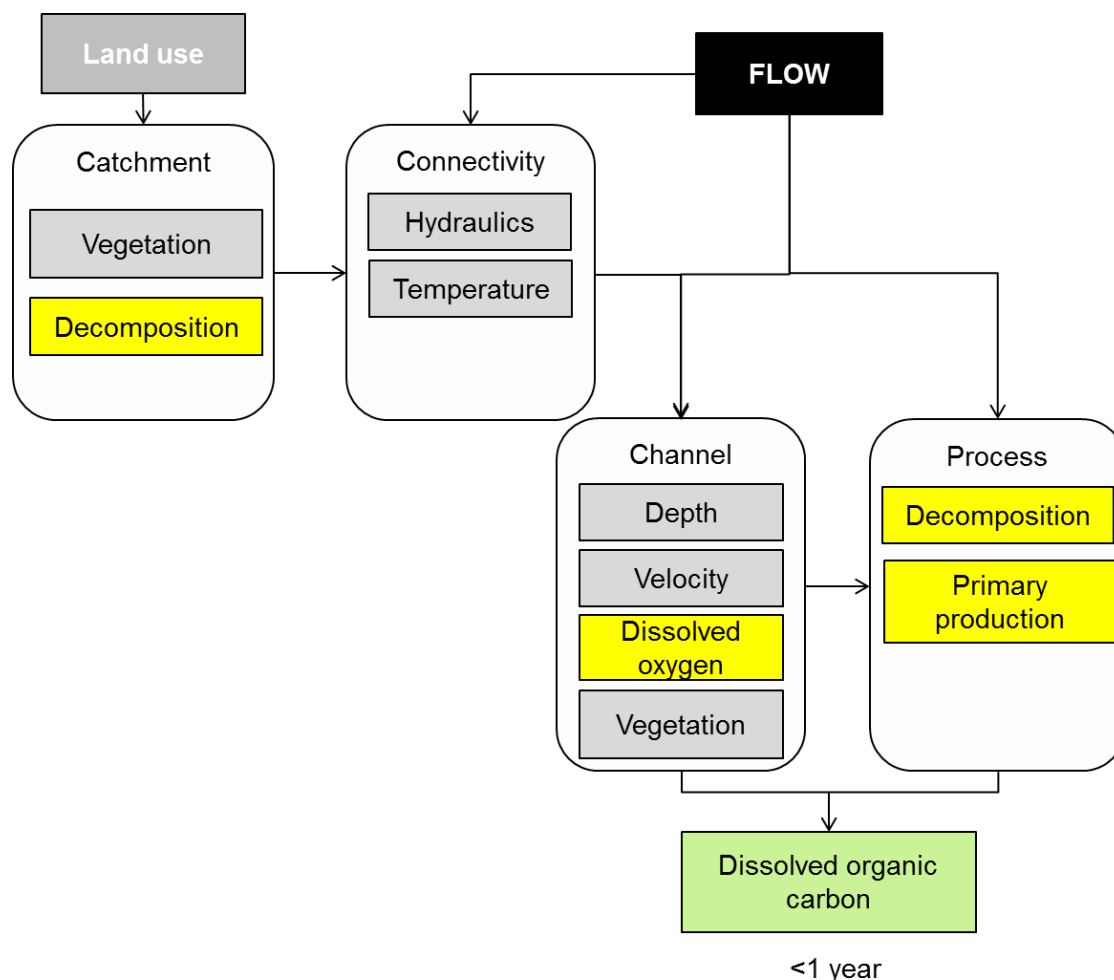 Land use
FLOW
Catchment
Vegetation
Decomposition
Connectivity
Hydraulics
Temperature
Channel
Depth
Velocity
Dissolved
oxygen
Vegetation
Process
Decomposition
Primary
production
Dissolved organic
carbon
<1 year